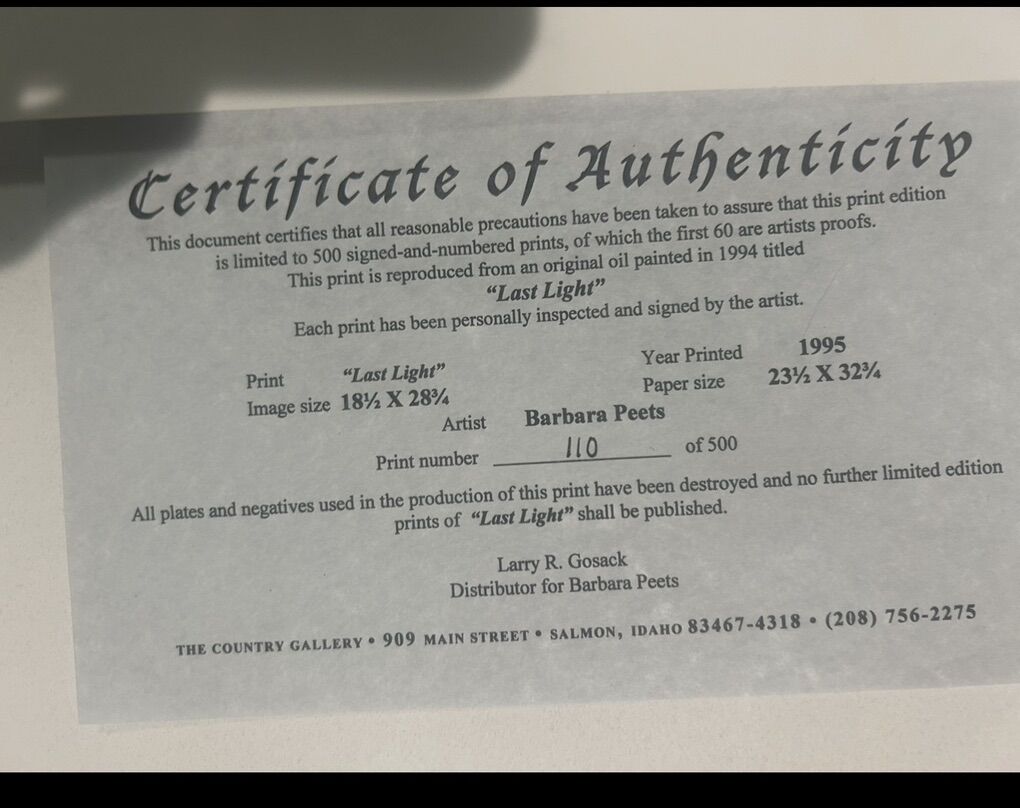 Certificate of Authenticity
This document certifies that all reasonable precautions have been taken to assure that this print edition
is limited to 500 signed-and-numbered prints, of which the first 60 are artists proofs.
This print is reproduced from an original oil painted in 1994 titled
“Last Light”
Each print has been personally inspected and signed by the artist.
Print “Last Light” Year Printed 1995
Image size 18½ X 28¾ Paper size 23½ X 32¾
Artist Barbara Peets
Print number 110 of 500
All plates and negatives used in the production of this print have been destroyed and no further limited edition
prints of “Last Light” shall be published.
Larry R. Gosack
Distributor for Barbara Peets
THE COUNTRY GALLERY • 909 MAIN STREET • SALMON, IDAHO 83467-4318 • (208) 756-2275